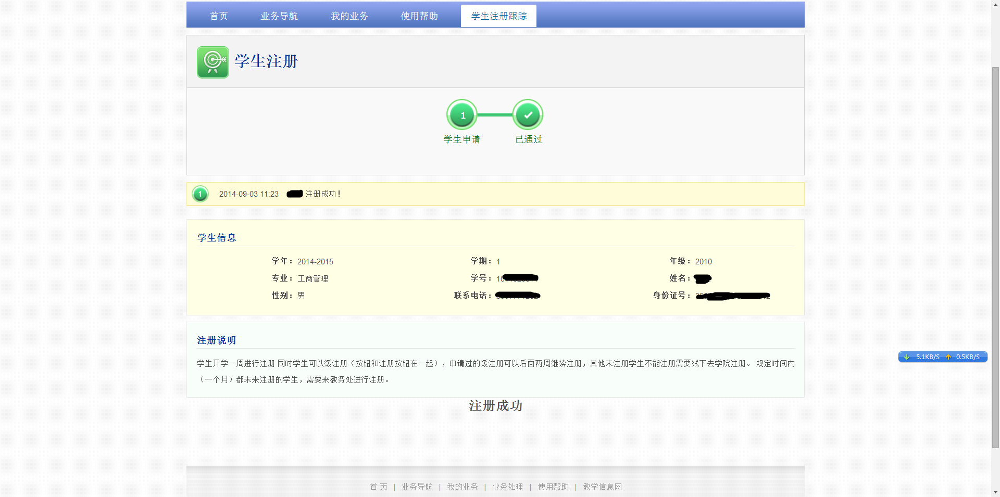 首页 业务导航 我的业务 使用帮助 学生注册跟踪
学生注册
1
学生申请 已通过
1 2014-09-03 11:23 注册成功！
学生信息
学年： 2014-2015 学期： 1 年级： 2010
专业： 工商管理 学号： 姓名：
性别： 男 联系电话： 身份证号：
注册说明
学生开学一周进行注册 同时学生可以缓注册（按钮和注册按钮在一起），申请过的缓注册可以后面两周继续注册，其他未注册学生不能注册需要线下去学院注册。 规定时间内
（一个月）都未来注册的学生，需要来教务处进行注册。
5.1KB/S 0.5KB/S
注册成功
首 页 | 业务导航 | 我的业务 | 业务处理 | 使用帮助 | 教学信息网